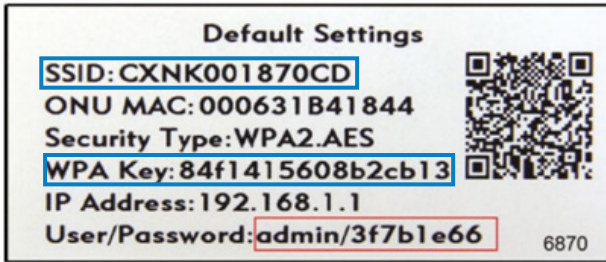 Default Settings
SSID: CXNK001870CD
ONU MAC: 000631B41844
Security Type: WPA2.AES
WPA Key: 84f1415608b2cb13
IP Address: 192.168.1.1
User/Password: admin/3f7b1e66
6870